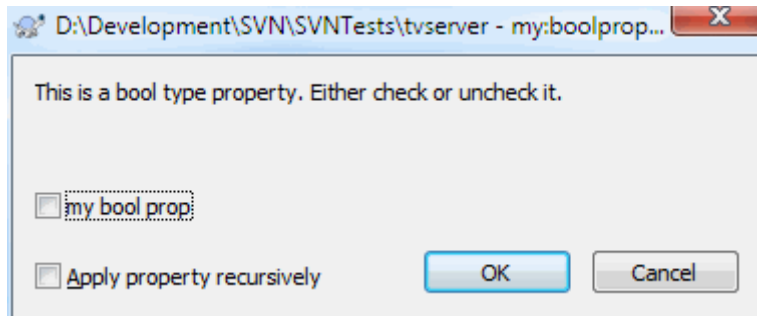 D:\Development\SVN\SVNTests\tvserver - my:boolprop...
This is a bool type property. Either check or uncheck it.
my bool prop
Apply property recursively
OK
Cancel